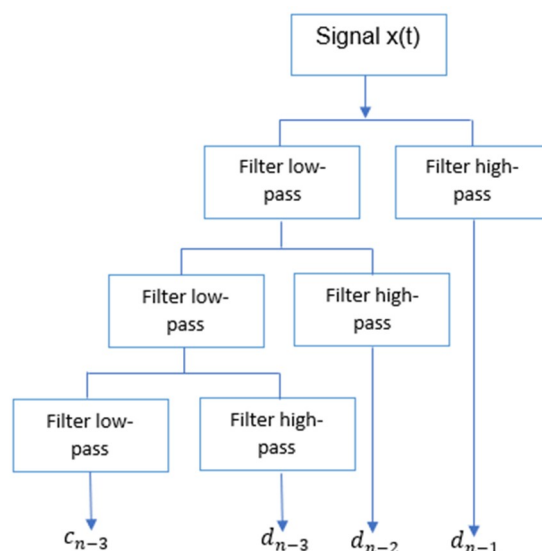 Signal x(t)
Filter low-
pass
Filter high-
pass
Filter low-
pass
Filter high-
pass
Filter low-
pass
Filter high-
pass
c_{n-3} d_{n-3} d_{n-2} d_{n-1}